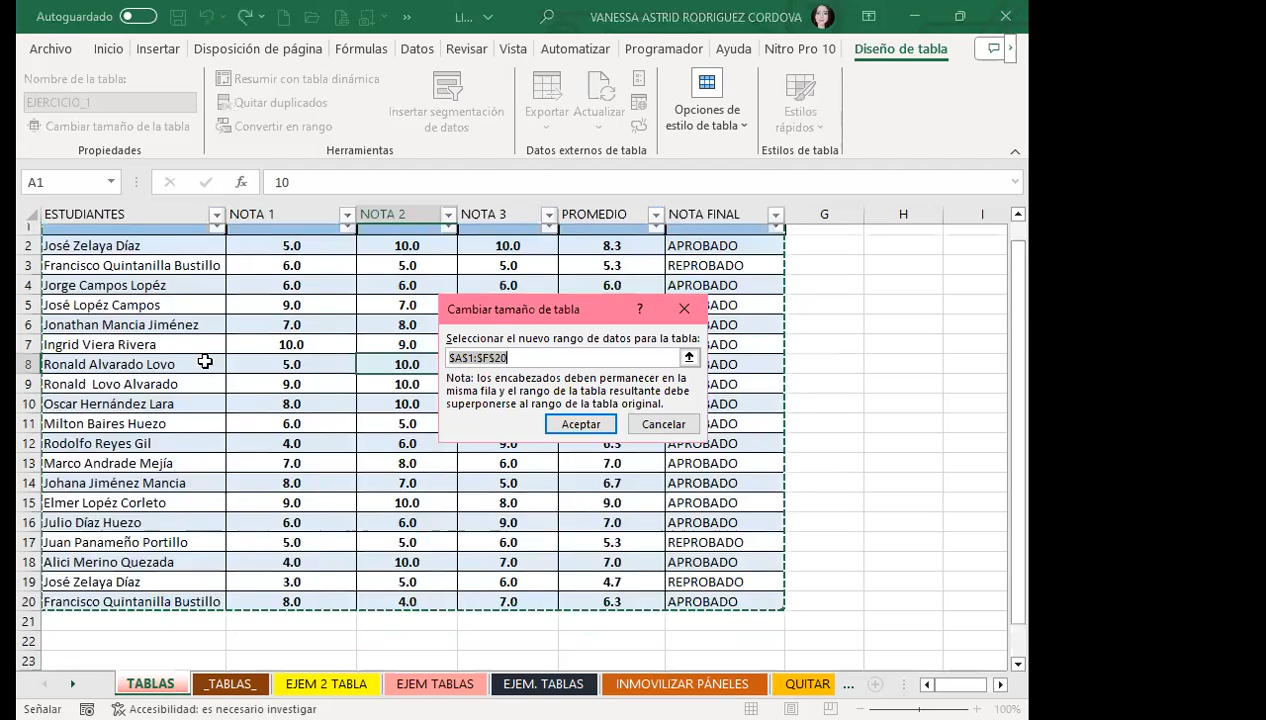 Autoguardado
LI...
VANESSA ASTRID RODRIGUEZ CORDOVA
Archivo Inicio Insertar Disposición de página Fórmulas Datos Revisar Vista Automatizar Programador Ayuda Nitro Pro 10 Diseño de tabla
Nombre de la tabla:
EJERCICIO_1
Cambiar tamaño de la tabla
Propiedades
Resumir con tabla dinámica
Quitar duplicados
Convertir en rango
Insertar segmentación
de datos
Herramientas
Exportar Actualizar
Datos externos de tabla
Opciones de
estilo de tabla
Estilos
rápidos
Estilos de tabla
A1 fx 10
ESTUDIANTES NOTA 1 NOTA 2 NOTA 3 PROMEDIO NOTA FINAL G H I
1
2 José Zelaya Díaz 5.0 10.0 10.0 8.3 APROBADO
3 Francisco Quintanilla Bustillo 6.0 5.0 5.0 5.3 REPROBADO
4 Jorge Campos Lopéz 6.0 6.0 6.0 6.0 APROBADO
5 José Lopéz Campos 9.0 7.0 OBADO
6 Jonathan Mancia Jiménez 7.0 8.0 OBADO
7 Ingrid Viera Rivera 10.0 9.0 OBADO
8 Ronald Alvarado Lovo 5.0 10.0 OBADO
9 Ronald  Lovo Alvarado 9.0 10.0 OBADO
10 Oscar Hernández Lara 8.0 10.0 OBADO
11 Milton Baires Huezo 6.0 5.0 OBADO
12 Rodolfo Reyes Gil 4.0 6.0 9.0 6.3 APROBADO
13 Marco Andrade Mejía 7.0 8.0 6.0 7.0 APROBADO
14 Johana Jiménez Mancia 8.0 7.0 5.0 6.7 APROBADO
15 Elmer Lopéz Corleto 9.0 10.0 8.0 9.0 APROBADO
16 Julio Díaz Huezo 6.0 6.0 9.0 7.0 APROBADO
17 Juan Panameño Portillo 5.0 5.0 6.0 5.3 REPROBADO
18 Alici Merino Quezada 4.0 10.0 7.0 7.0 APROBADO
19 José Zelaya Díaz 3.0 5.0 6.0 4.7 REPROBADO
20 Francisco Quintanilla Bustillo 8.0 4.0 7.0 6.3 APROBADO
21
22
23
Cambiar tamaño de tabla ?
Seleccionar el nuevo rango de datos para la tabla:
$A$1:$F$20
Nota: los encabezados deben permanecer en la
misma fila y el rango de la tabla resultante debe
superponerse al rango de la tabla original.
Aceptar Cancelar
TABLAS _TABLAS_ EJEM 2 TABLA EJEM TABLAS EJEM. TABLAS INMOVILIZAR PÁNELES QUITAR ...
Señalar Accesibilidad: es necesario investigar 100%